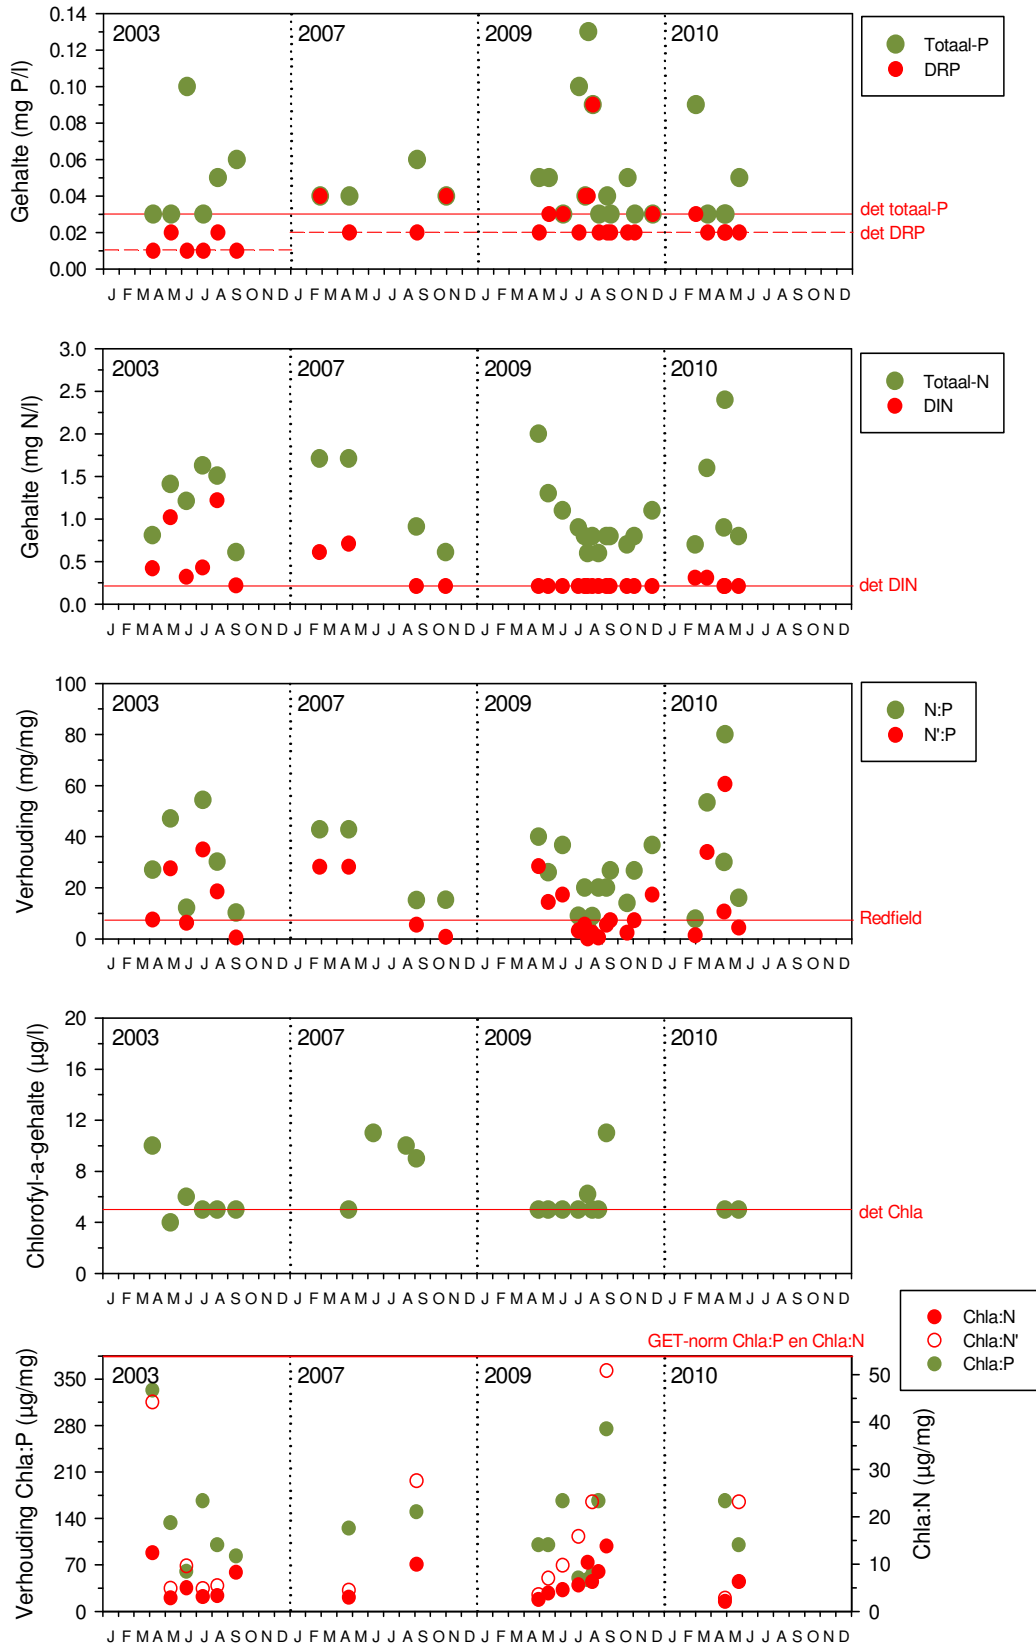 2003 2007 2009 2010
Gehalte (mg P/l)
0.14
0.12
0.10
0.08
0.06
0.04
0.02
0.00
Totaal-P
DRP
det totaal-P
det DRP
J F M A M J J A S O N D J F M A M J J A S O N D J F M A M J J A S O N D J F M A M J J A S O N D
2003 2007 2009 2010
Gehalte (mg N/l)
3.0
2.5
2.0
1.5
1.0
0.5
0.0
Totaal-N
DIN
det DIN
J F M A M J J A S O N D J F M A M J J A S O N D J F M A M J J A S O N D J F M A M J J A S O N D
2003 2007 2009 2010
Verhouding (mg/mg)
100
80
60
40
20
0
N:P
N':P
Redfield
J F M A M J J A S O N D J F M A M J J A S O N D J F M A M J J A S O N D J F M A M J J A S O N D
2003 2007 2009 2010
Chlorofyl-a-gehalte (µg/l)
20
16
12
8
4
0
det Chla
J F M A M J J A S O N D J F M A M J J A S O N D J F M A M J J A S O N D J F M A M J J A S O N D
GET-norm Chla:P en Chla:N
Chla:N
Chla:N'
Chla:P
2003 2007 2009 2010
Verhouding Chla:P (µg/mg)
350
280
210
140
70
0
50
40
30
20
10
0
Chla:N (µg/mg)
J F M A M J J A S O N D J F M A M J J A S O N D J F M A M J J A S O N D J F M A M J J A S O N D